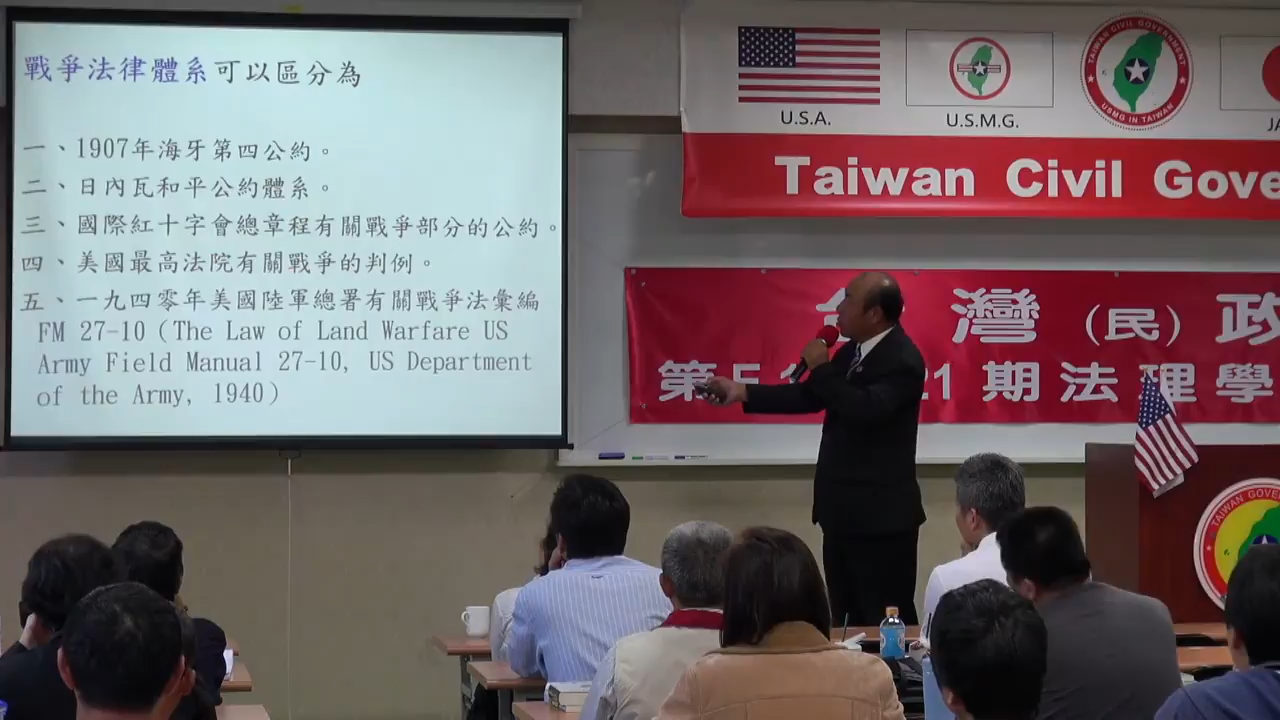 戰爭法律體系可以區分為
一、1907年海牙第四公約。
二、日內瓦和平公約體系。
三、國際紅十字會總章程有關戰爭部分的公約。
四、美國最高法院有關戰爭的判例。
五、一九四零年美國陸軍總署有關戰爭法彙編
FM 27-10（The Law of Land Warfare US
Army Field Manual 27-10, US Department
of the Army, 1940）
U.S.A.
U.S.M.G.
TAIWAN CIVIL GOVERNMENT
USMG IN TAIWAN
JA
Taiwan Civil Gove
灣（民）政
第 21 期法理學
TAIWAN GOVERN